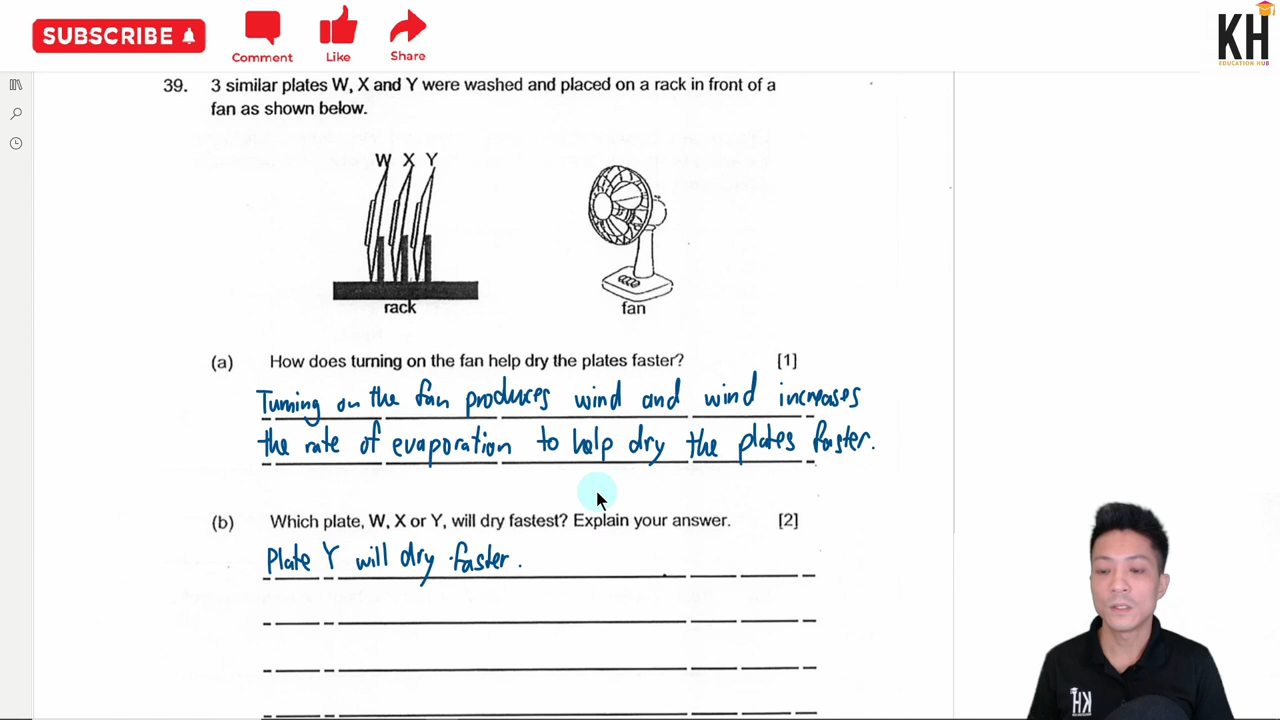 SUBSCRIBE
Comment
Like
Share
KH
EDUCATION HUB
39. 3 similar plates W, X and Y were washed and placed on a rack in front of a
fan as shown below.
W X Y
rack
fan
(a) How does turning on the fan help dry the plates faster? [1]
Turning on the fan produces wind and wind increases
the rate of evaporation to help dry the plates faster.
(b) Which plate, W, X or Y, will dry fastest? Explain your answer. [2]
Plate Y will dry faster.
KH